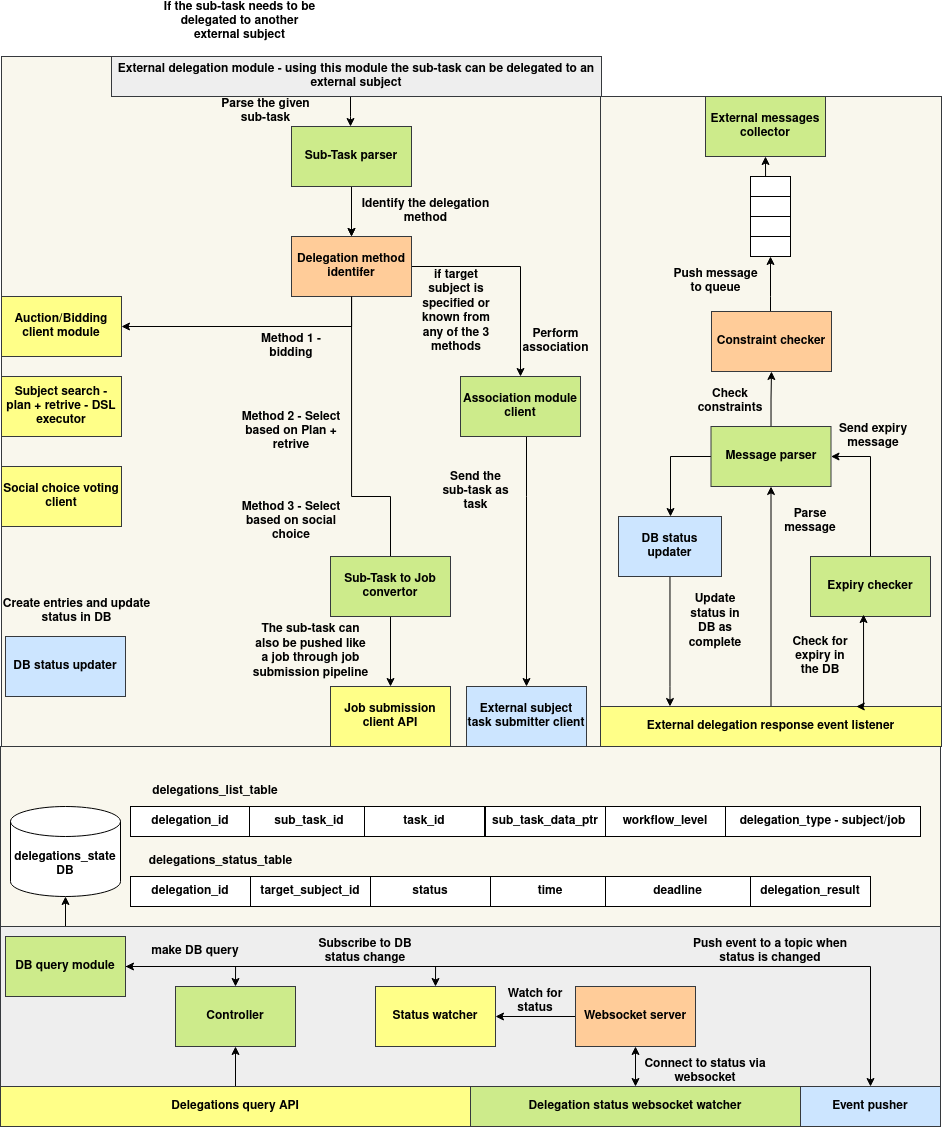 If the sub-task needs to be
delegated to another
external subject
External delegation module - using this module the sub-task can be delegated to an
external subject
Parse the given
sub-task
Sub-Task parser
Identify the delegation
method
Delegation method
identifer
if target
subject is
specified or
known from
any of the 3
methods
Perform
association
Auction/Bidding
client module
Method 1 -
bidding
Subject search -
plan + retrive - DSL
executor
Method 2 - Select
based on Plan +
retrive
Association module
client
Social choice voting
client
Method 3 - Select
based on social
choice
Send the
sub-task as
task
Sub-Task to Job
convertor
Create entries and update
status in DB
DB status updater
The sub-task can
also be pushed like
a job through job
submission pipeline
Job submission
client API
External subject
task submitter client
External messages
collector
Push message
to queue
Constraint checker
Check
constraints
Send expiry
message
Message parser
Parse
message
DB status
updater
Expiry checker
Update
status in
DB as
complete
Check for
expiry in
the DB
External delegation response event listener
delegations_list_table
delegation_id
sub_task_id
task_id
sub_task_data_ptr
workflow_level
delegation_type - subject/job
delegations_state
DB
delegations_status_table
delegation_id
target_subject_id
status
time
deadline
delegation_result
DB query module
make DB query
Subscribe to DB
status change
Push event to a topic when
status is changed
Controller
Status watcher
Watch for
status
Websocket server
Connect to status via
websocket
Delegations query API
Delegation status websocket watcher
Event pusher